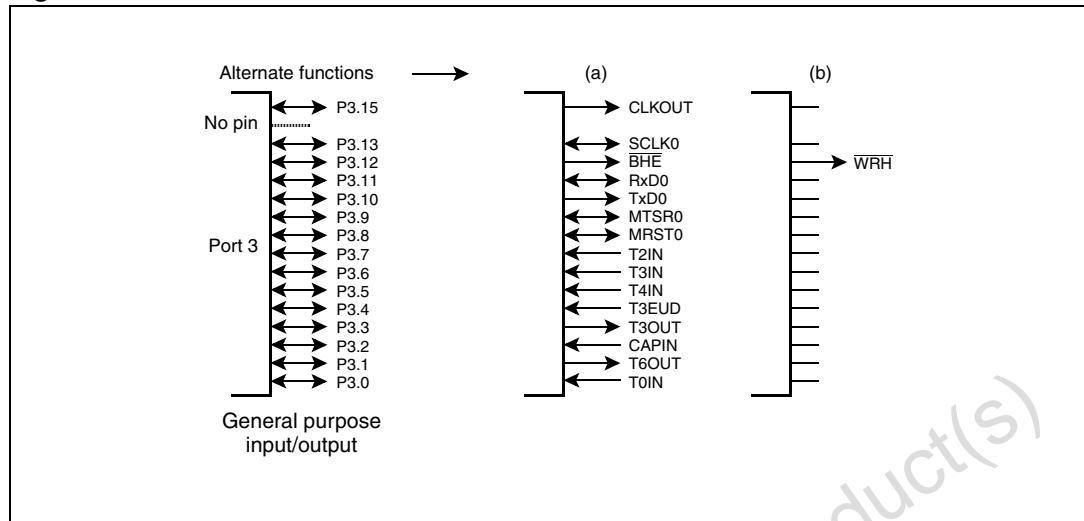 Alternate functions (a) (b)
P3.15 CLKOUT
No pin
P3.13 SCLK0
P3.12 B̅H̅E̅ W̅R̅H̅
P3.11 RxD0
P3.10 TxD0
P3.9 MTSR0
P3.8 MRST0
Port 3
P3.7 T2IN
P3.6 T3IN
P3.5 T4IN
P3.4 T3EUD
P3.3 T3OUT
P3.2 CAPIN
P3.1 T6OUT
P3.0 T0IN
General purpose
input/output
duct(s)